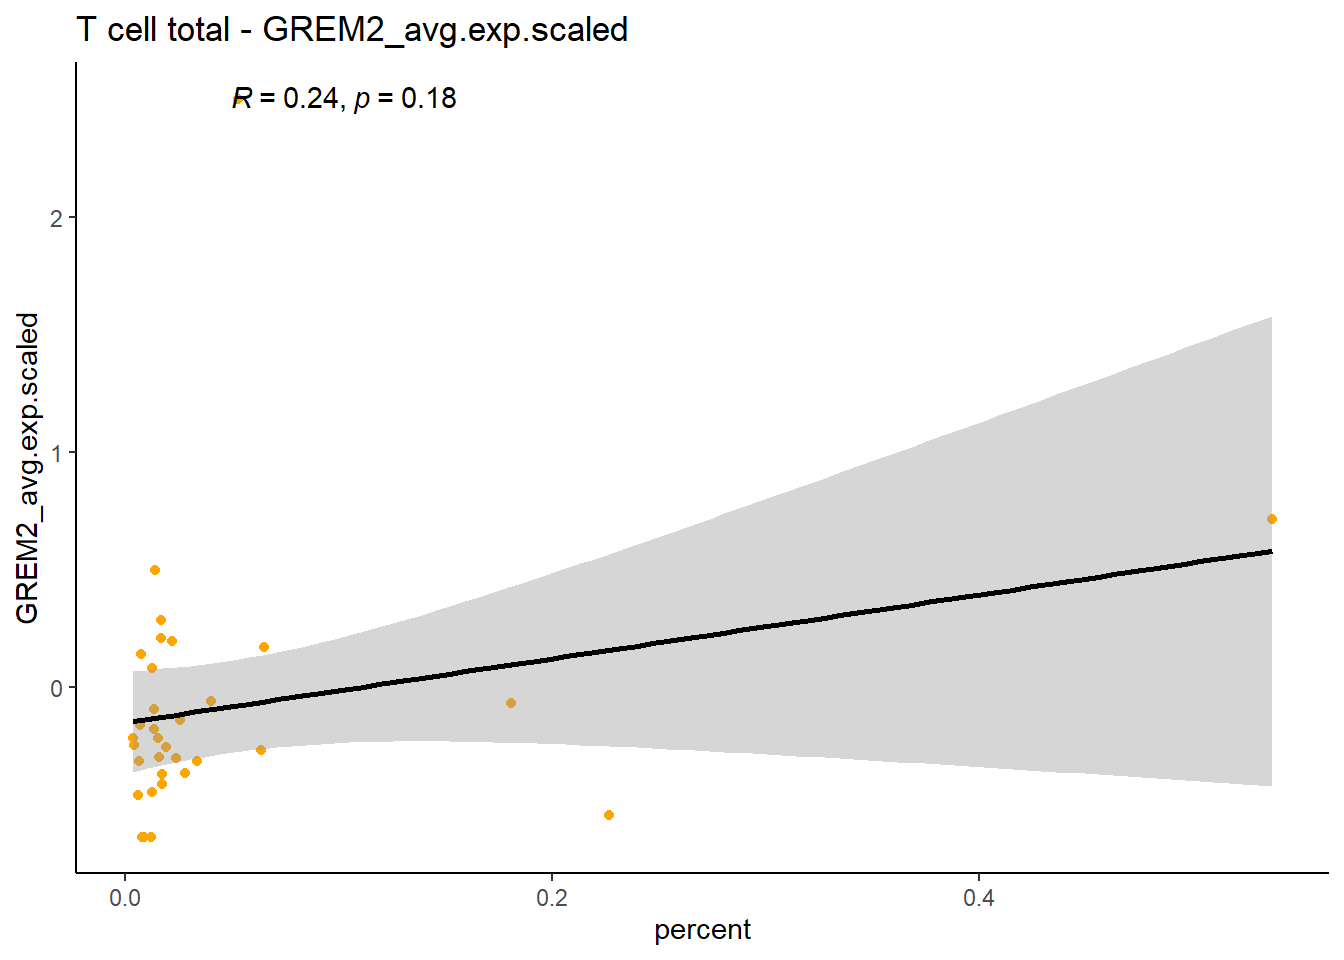 T cell total - GREM2_avg.exp.scaled
R = 0.24, p = 0.18
GREM2_avg.exp.scaled
2
1
0
0.0
0.2
0.4
percent